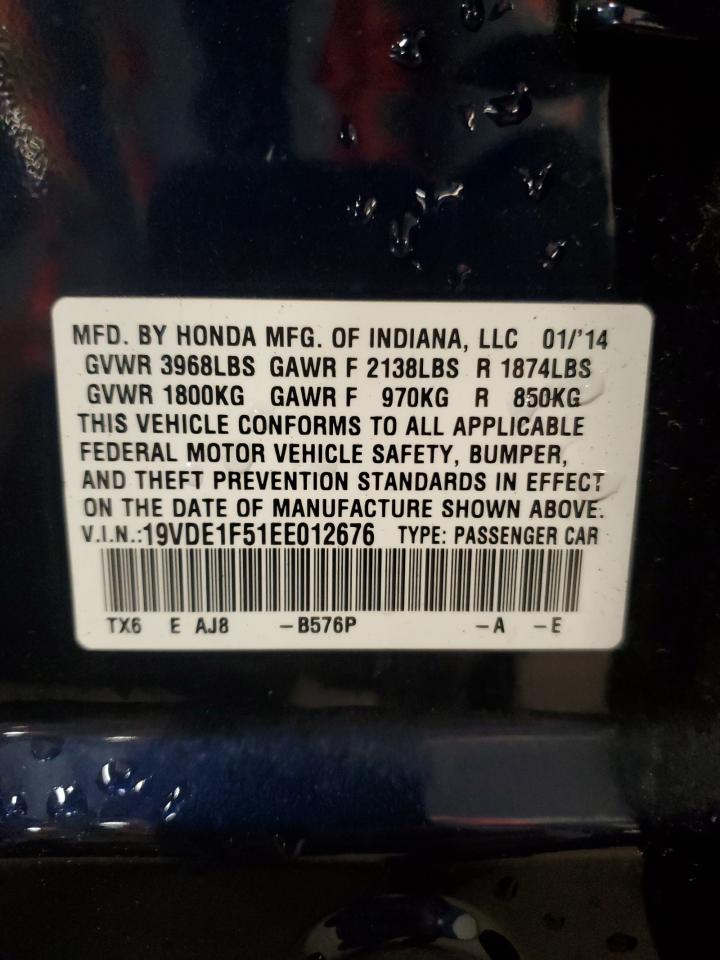 MFD. BY HONDA MFG. OF INDIANA, LLC 01/'14
GVWR 3968LBS GAWR F 2138LBS R 1874LBS
GVWR 1800KG GAWR F 970KG R 850KG
THIS VEHICLE CONFORMS TO ALL APPLICABLE
FEDERAL MOTOR VEHICLE SAFETY, BUMPER,
AND THEFT PREVENTION STANDARDS IN EFFECT
ON THE DATE OF MANUFACTURE SHOWN ABOVE.
V.I.N.:19VDE1F51EE012676 TYPE: PASSENGER CAR
TX6 E AJ8 -B576P -A -E